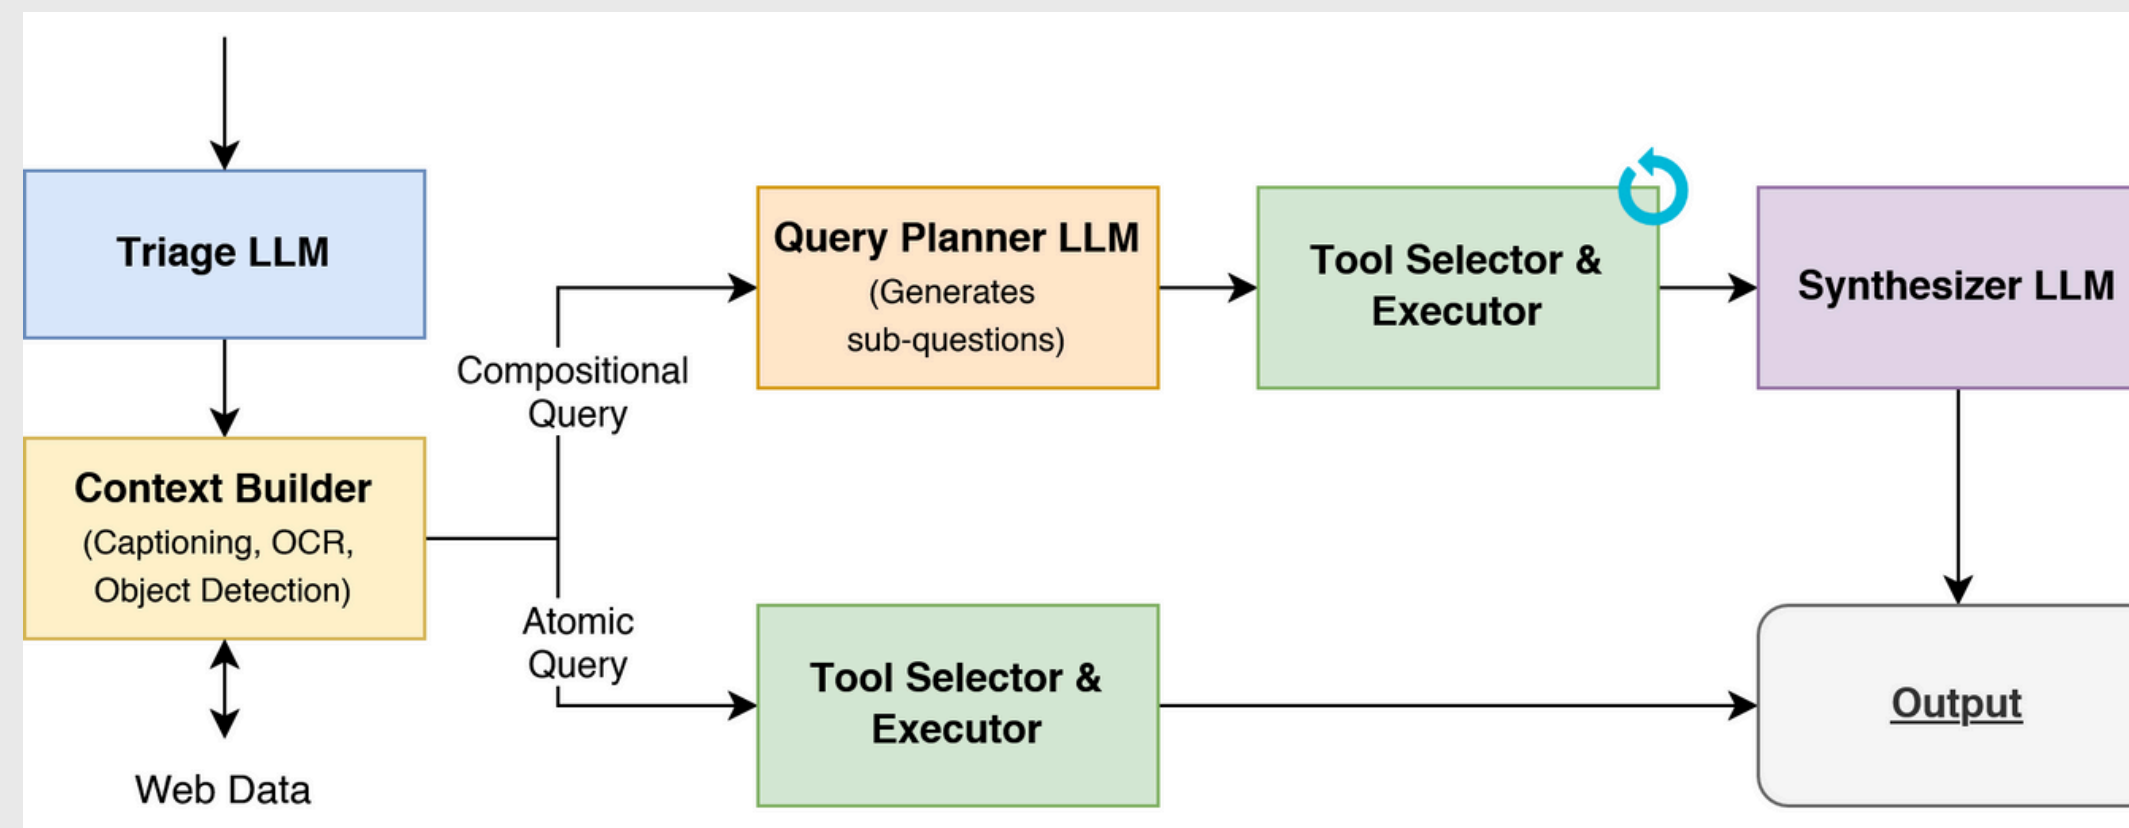 Triage LLM
Context Builder
(Captioning, OCR,
Object Detection)
Web Data
Compositional
Query
Atomic
Query
Query Planner LLM
(Generates
sub-questions)
Tool Selector &
Executor
Synthesizer LLM
Tool Selector &
Executor
Output